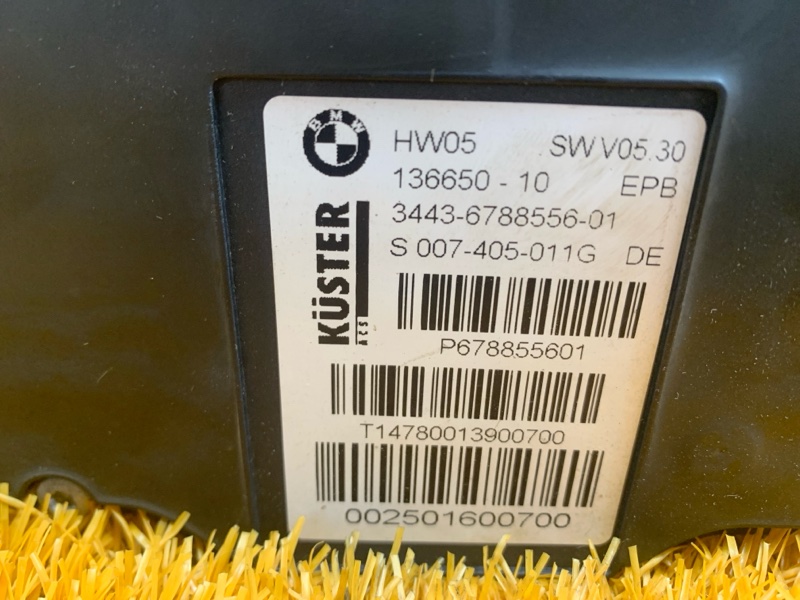 BMW
HW05 SW V05.30
136650 - 10 EPB
3443-6788556-01
S 007-405-011G DE
KÜSTER
ACS
P678855601
T14780013900700
002501600700